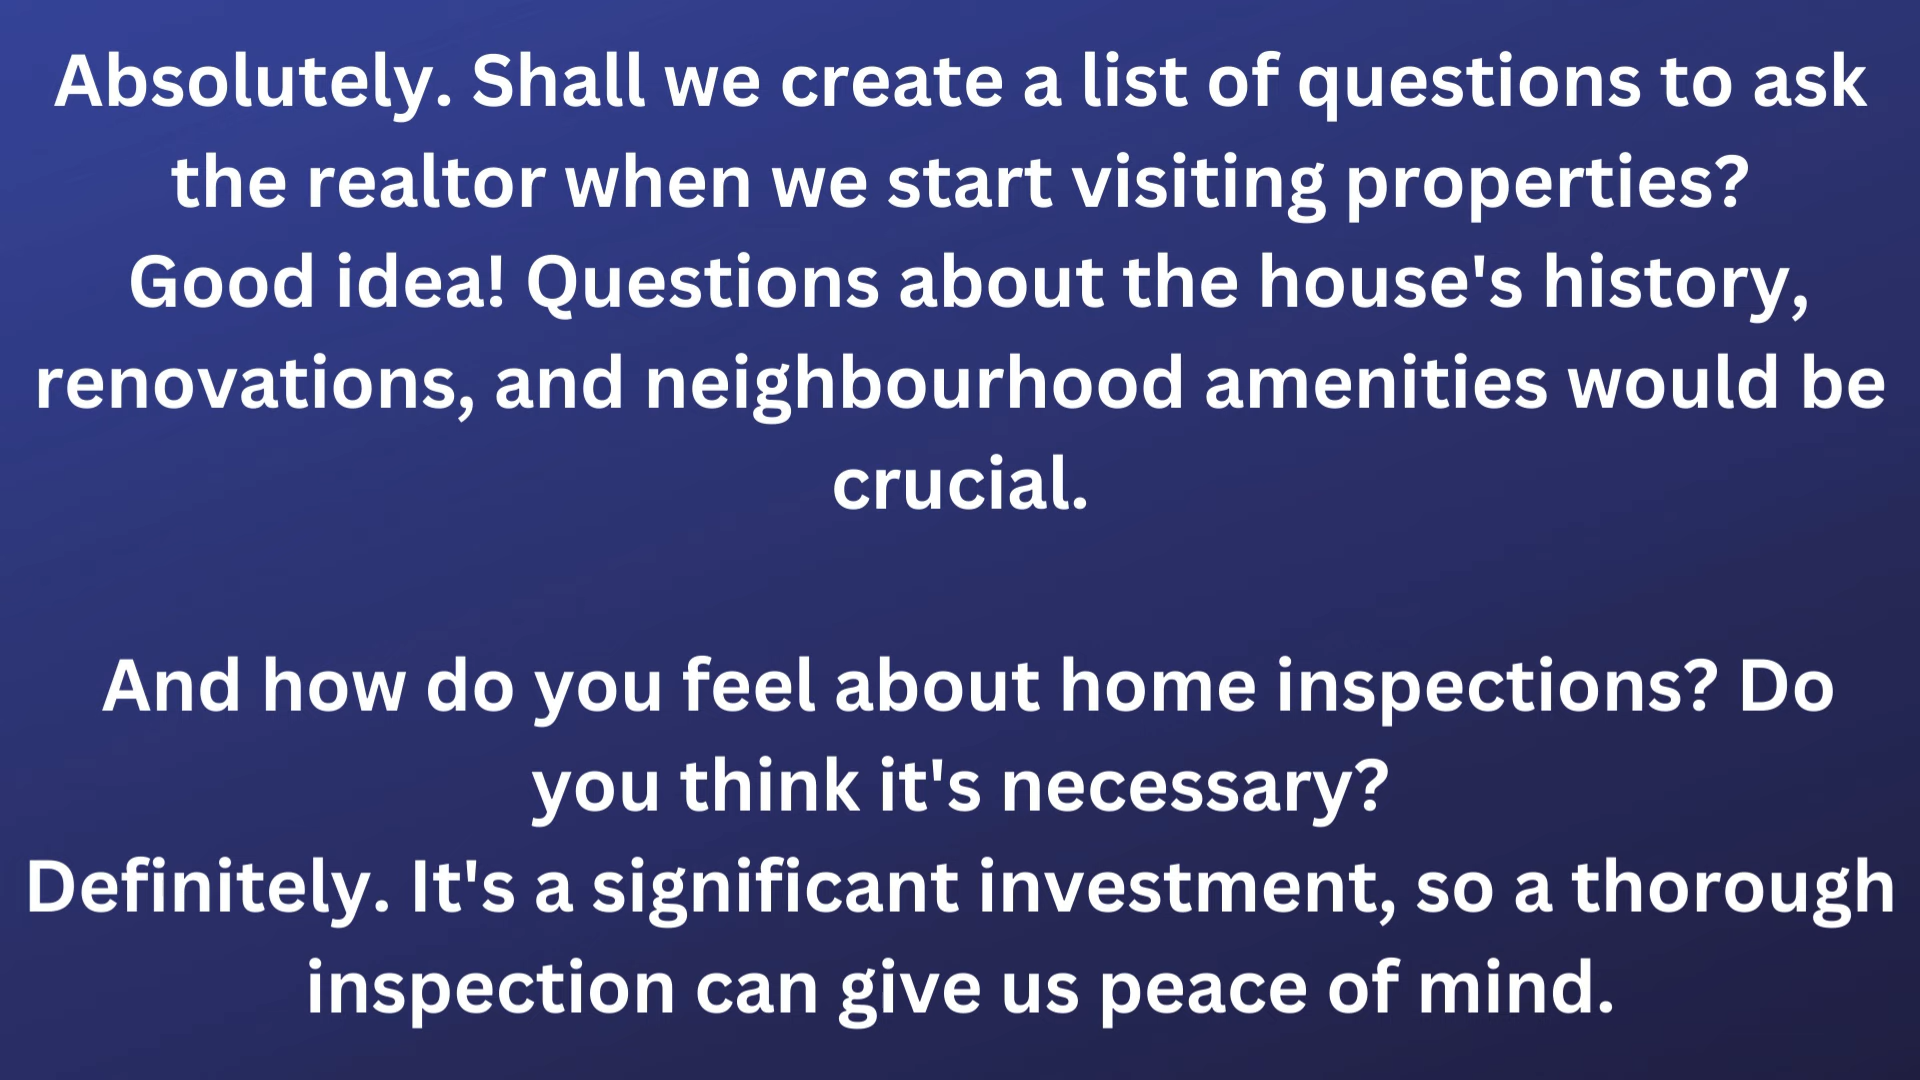 Absolutely. Shall we create a list of questions to ask
the realtor when we start visiting properties?
Good idea! Questions about the house's history,
renovations, and neighbourhood amenities would be
crucial.
And how do you feel about home inspections? Do
you think it's necessary?
Definitely. It's a significant investment, so a thorough
inspection can give us peace of mind.